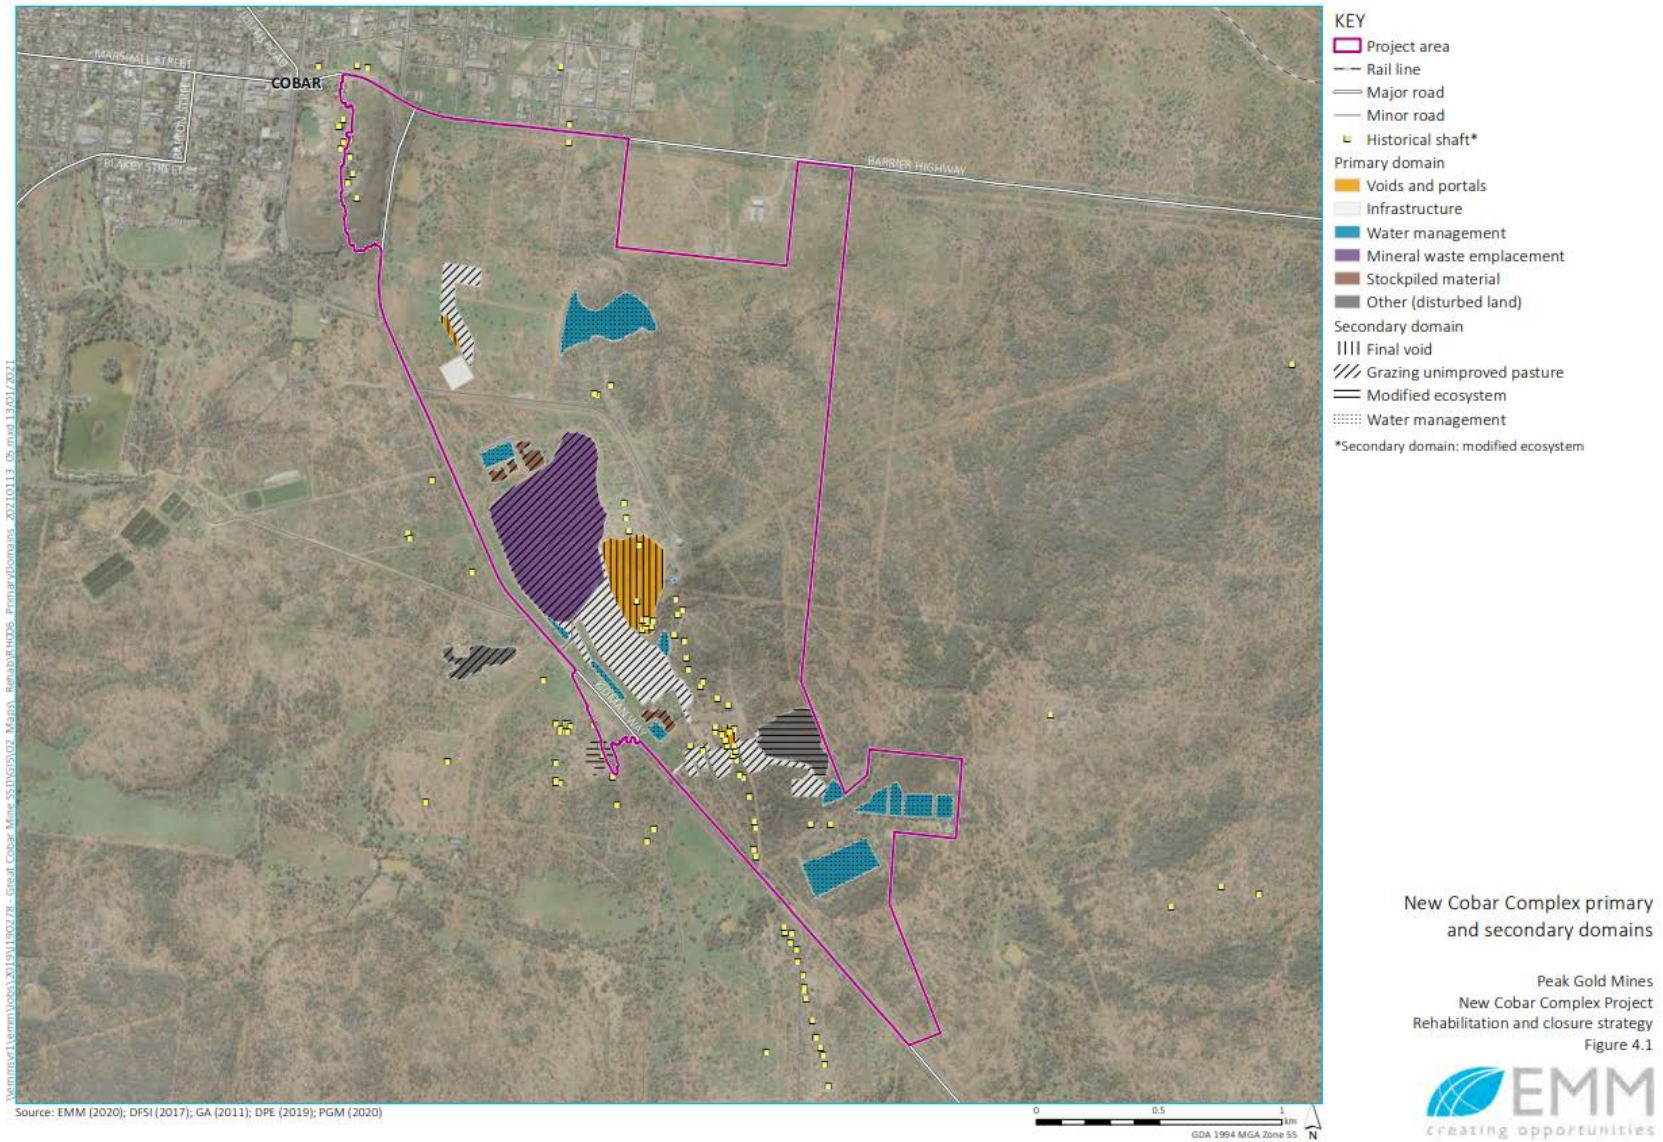 MARSHALL STREET
COBAR
BARTON STREET
BLAKEY STREET
BARRIER HIGHWAY
KIDMAN WAY
KEY
Project area
Rail line
Major road
Minor road
Historical shaft*
Primary domain
Voids and portals
Infrastructure
Water management
Mineral waste emplacement
Stockpiled material
Other (disturbed land)
Secondary domain
Final void
Grazing unimproved pasture
Modified ecosystem
Water management
*Secondary domain: modified ecosystem
New Cobar Complex primary
and secondary domains
Peak Gold Mines
New Cobar Complex Project
Rehabilitation and closure strategy
Figure 4.1
EMM
creating opportunities
Source: EMM (2020); DFSI (2017); GA (2011); DPE (2019); PGM (2020)
0 0.5 1
km
GDA 1994 MGA Zone 55 N